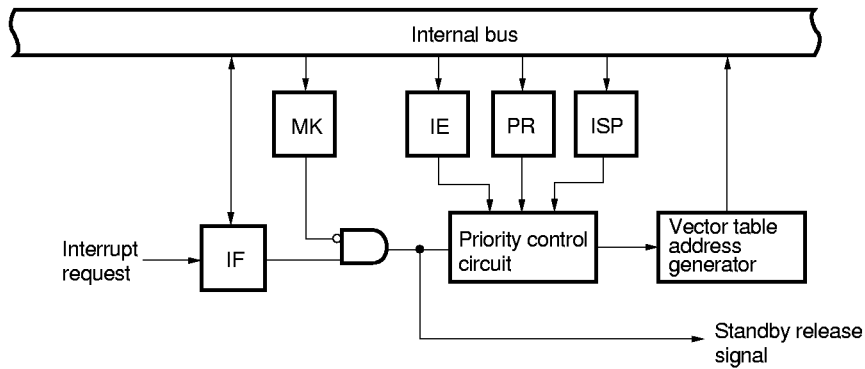 Internal bus
MK
IE
PR
ISP
Interrupt
request
IF
Priority control
circuit
Vector table
address
generator
Standby release
signal